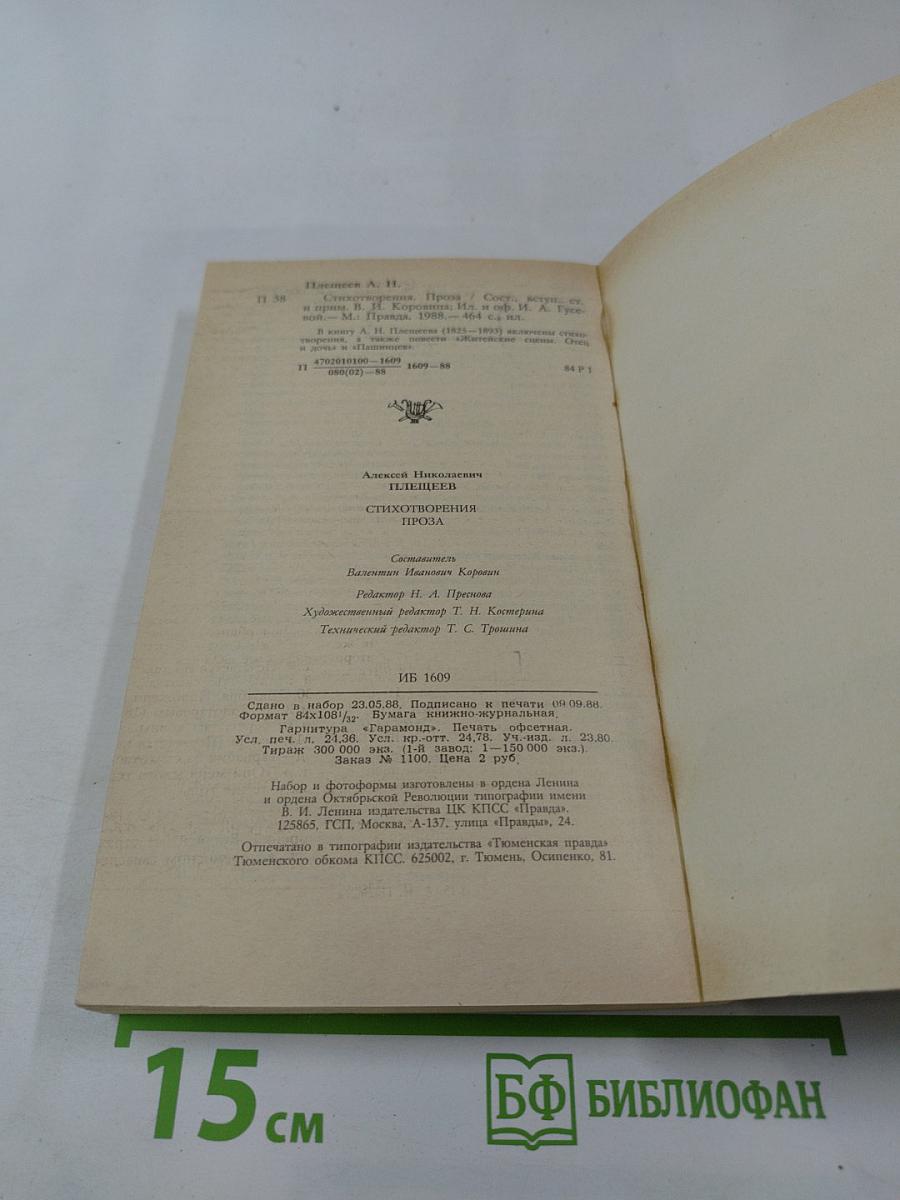 Плещеев А. Н.
П 38 Стихотворения. Проза / Сост., вступ. ст.
и прим. В. И. Коровина; Ил. и оф. И. А. Гусе-
вой.— М.: Правда, 1988.— 464 с., ил.
В книгу А. Н. Плещеева (1825—1893) включены стихо-
творения, а также повести «Житейские сцены. Отец
и дочь» и «Пашинцев».
П 4702010100—1609 1609—88 84 Р 1
080(02)—88
Алексей Николаевич
ПЛЕЩЕЕВ
СТИХОТВОРЕНИЯ
ПРОЗА
Составитель
Валентин Иванович Коровин
Редактор Н. А. Преснова
Художественный редактор Т. Н. Костерина
Технический редактор Т. С. Трошина
ИБ 1609
Сдано в набор 23.05.88. Подписано к печати 09.09.88.
Формат 84х108 1/32. Бумага книжно-журнальная.
Гарнитура «Гарамонд». Печать офсетная.
Усл. печ. л. 24,36. Усл. кр.-отт. 24,78. Уч.-изд. л. 23,80.
Тираж 300 000 экз. (1-й завод: 1—150 000 экз.).
Заказ № 1100. Цена 2 руб.
Набор и фотоформы изготовлены в ордена Ленина
и ордена Октябрьской Революции типографии имени
В. И. Ленина издательства ЦК КПСС «Правда».
125865, ГСП, Москва, А-137, улица «Правды», 24.
Отпечатано в типографии издательства «Тюменская правда»
Тюменского обкома КПСС. 625002, г. Тюмень, Осипенко, 81.
15 см
БФ БИБЛИОФАН